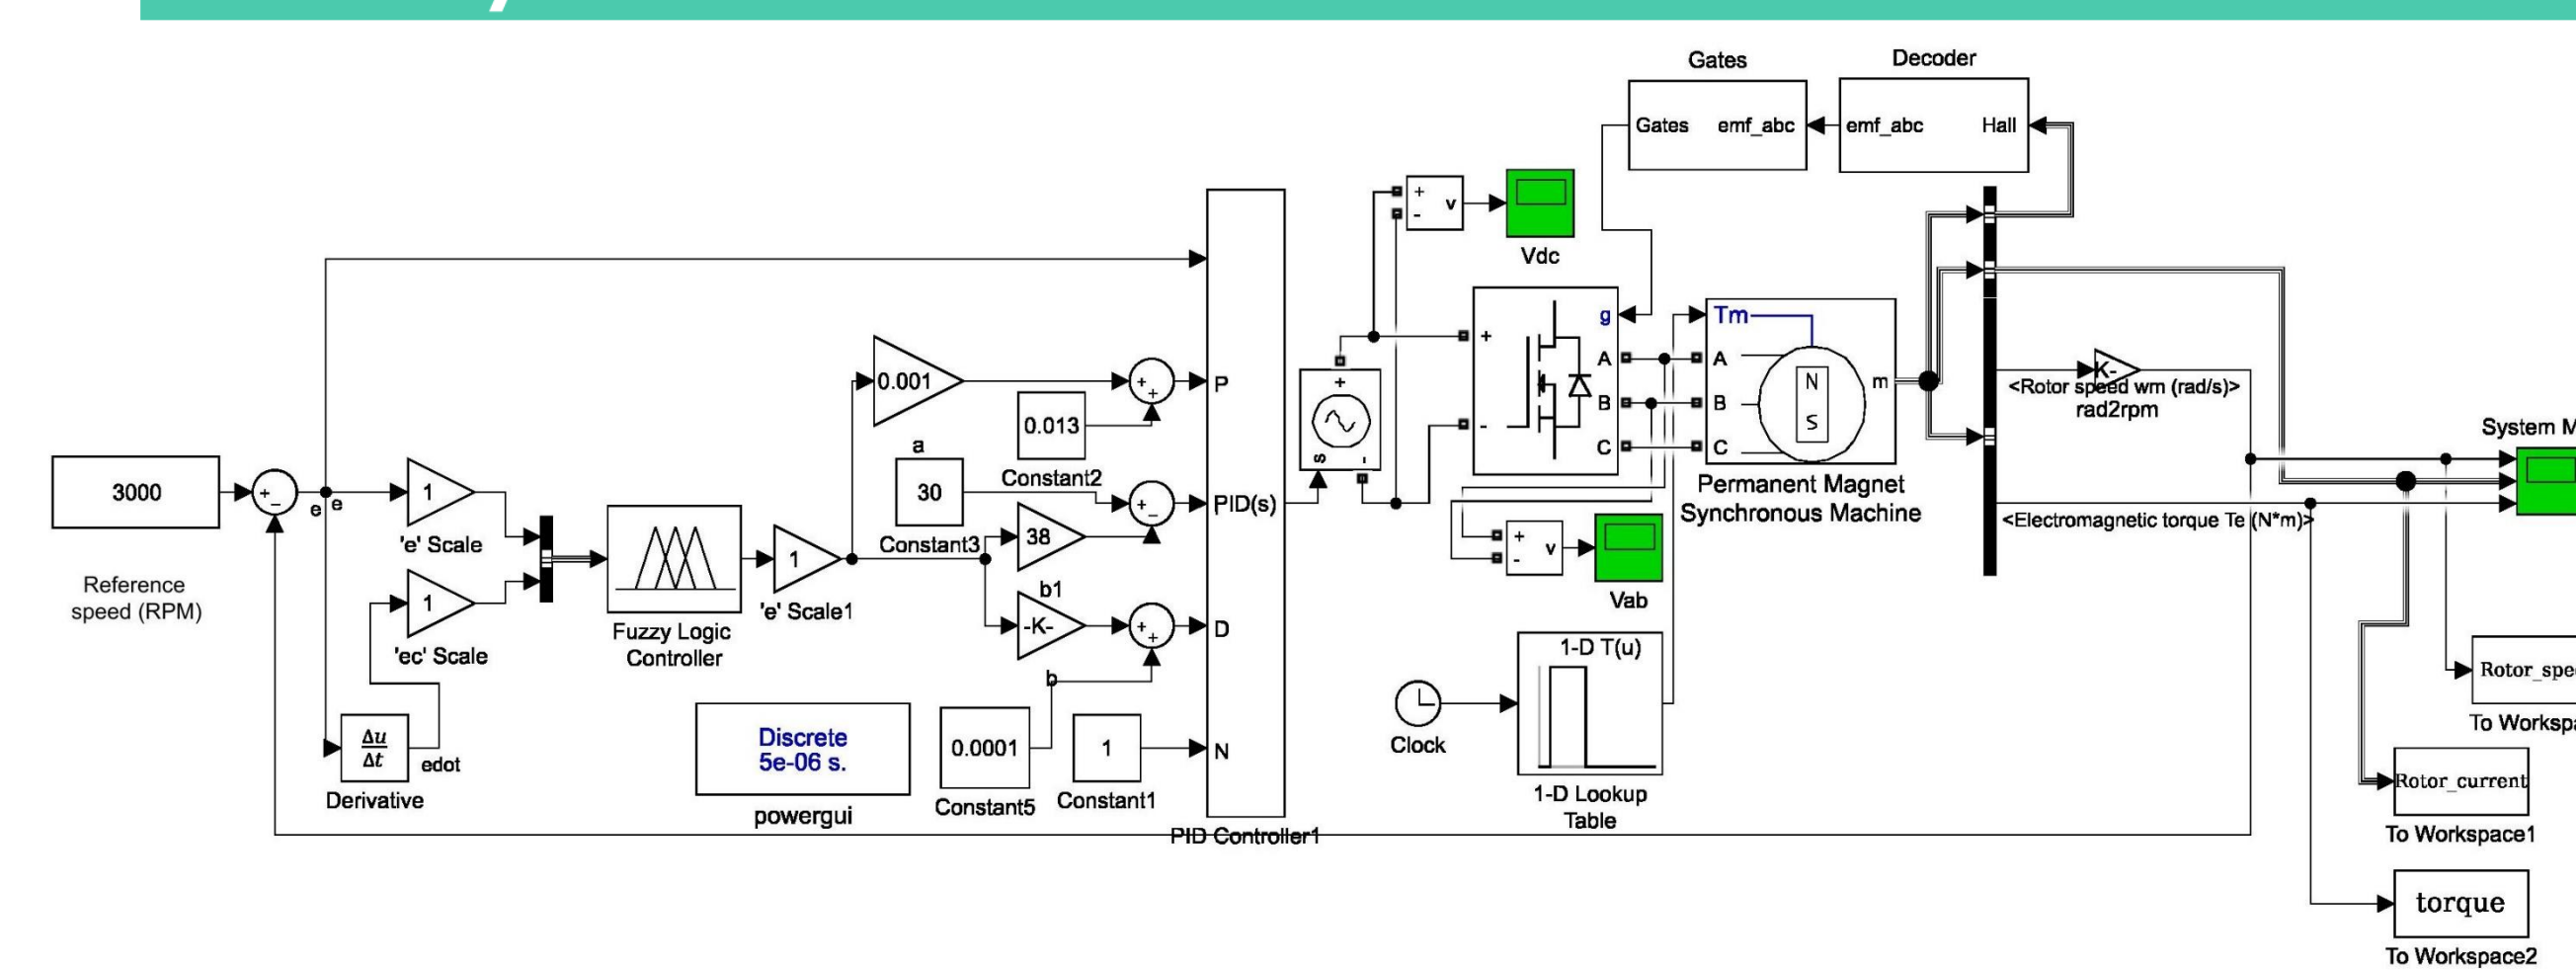 Gates
Decoder
Gates emf_abc
emf_abc Hall
+
-
v
Vdc
g
+
-
A
B
C
Tm
A
B
C
N
S
m
Permanent Magnet
Synchronous Machine
<Rotor speed wm (rad/s)>
K-
rad2rpm
System M
<Electromagnetic torque Te (N*m)>
3000
Reference
speed (RPM)
+
-
e
e
1
'e' Scale
1
'ec' Scale
Δu
Δt
edot
Derivative
Fuzzy Logic
Controller
1
'e' Scale1
0.001
0.013
Constant2
+
+
a
30
Constant3
38
+
-
b1
-K-
+
+
b
0.0001
Constant5
1
Constant1
Discrete
5e-06 s.
powergui
P
PID(s)
D
N
PID Controller1
+
s
-
+
-
v
Vab
Clock
1-D T(u)
1-D Lookup
Table
Rotor_spe
To Worksp
Rotor_current
To Workspace1
torque
To Workspace2